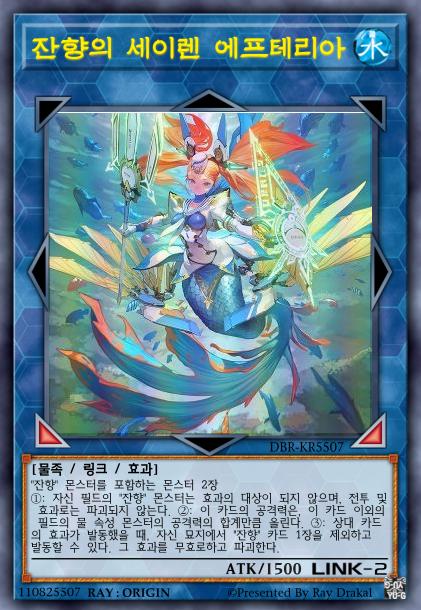 잔향의 세이렌 에프테리아
水
DBR-KR5507
[물족 / 링크 / 효과]
"잔향" 몬스터를 포함하는 몬스터 2장
①: 자신 필드의 "잔향" 몬스터는 효과의 대상이 되지 않으며, 전투 및
효과로는 파괴되지 않는다. ②: 이 카드의 공격력은, 이 카드 이외의
필드의 물 속성 몬스터의 공격력의 합계만큼 올린다. ③: 상대 카드
의 효과가 발동했을 때, 자신 묘지에서 "잔향" 카드 1장을 제외하고
발동할 수 있다. 그 효과를 무효로하고 파괴한다.
ATK/1500 LINK-2
110825507 RAY : ORIGIN ©Presented By Ray Drakal